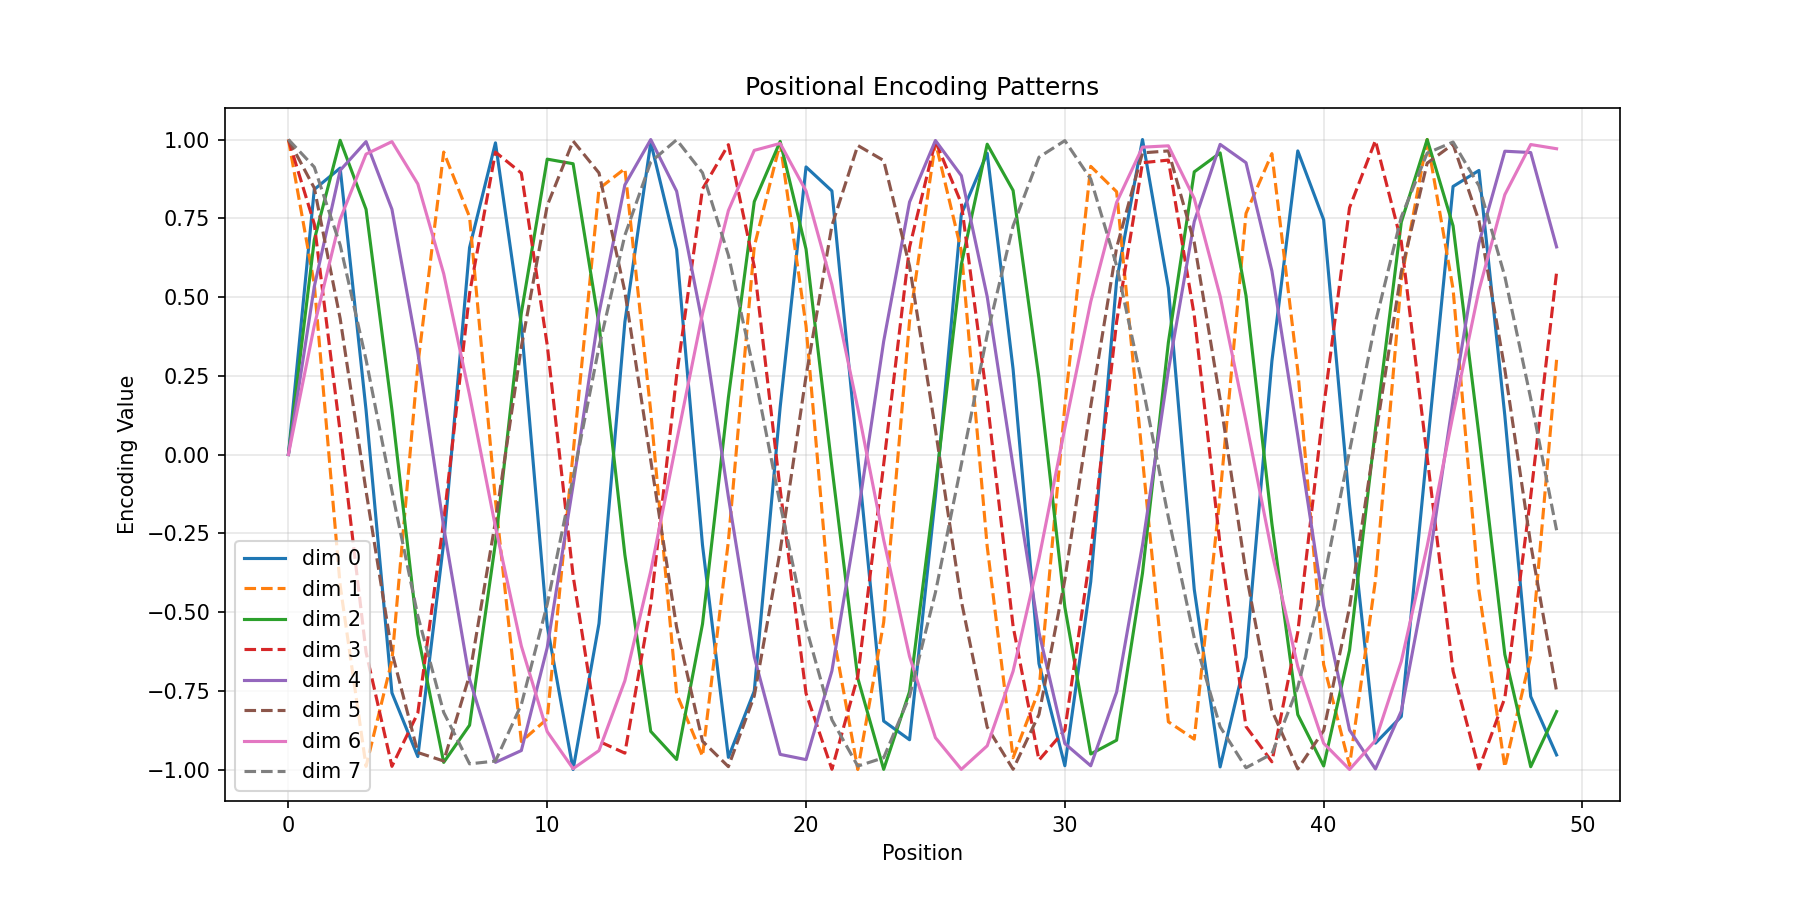 Positional Encoding Patterns
1.00
0.75
0.50
0.25
0.00
−0.25
−0.50
−0.75
−1.00
Encoding Value
dim 0
dim 1
dim 2
dim 3
dim 4
dim 5
dim 6
dim 7
0 10 20 30 40 50
Position